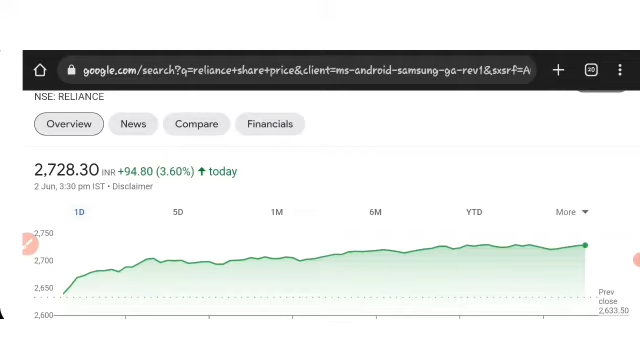 google.com/search?q=reliance+share+price&client=ms-android-samsung-ga-rev1&sxsrf=A
20
NSE: RELIANCE
Overview News Compare Financials
2,728.30 INR +94.80 (3.60%) ↑ today
2 Jun, 3:30 pm IST • Disclaimer
1D 5D 1M 6M YTD More
2,750
2,700
2,650
2,600
Prev
close
2,633.50